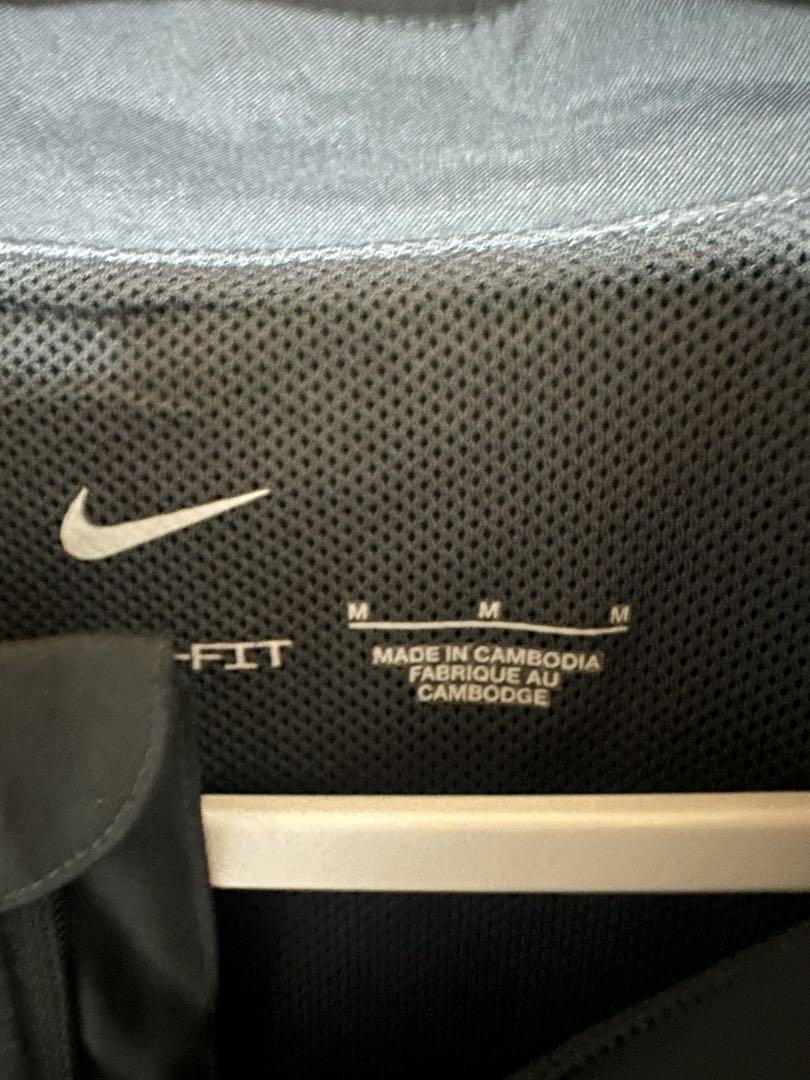 -FIT
M M M
MADE IN CAMBODIA
FABRIQUE AU
CAMBODGE